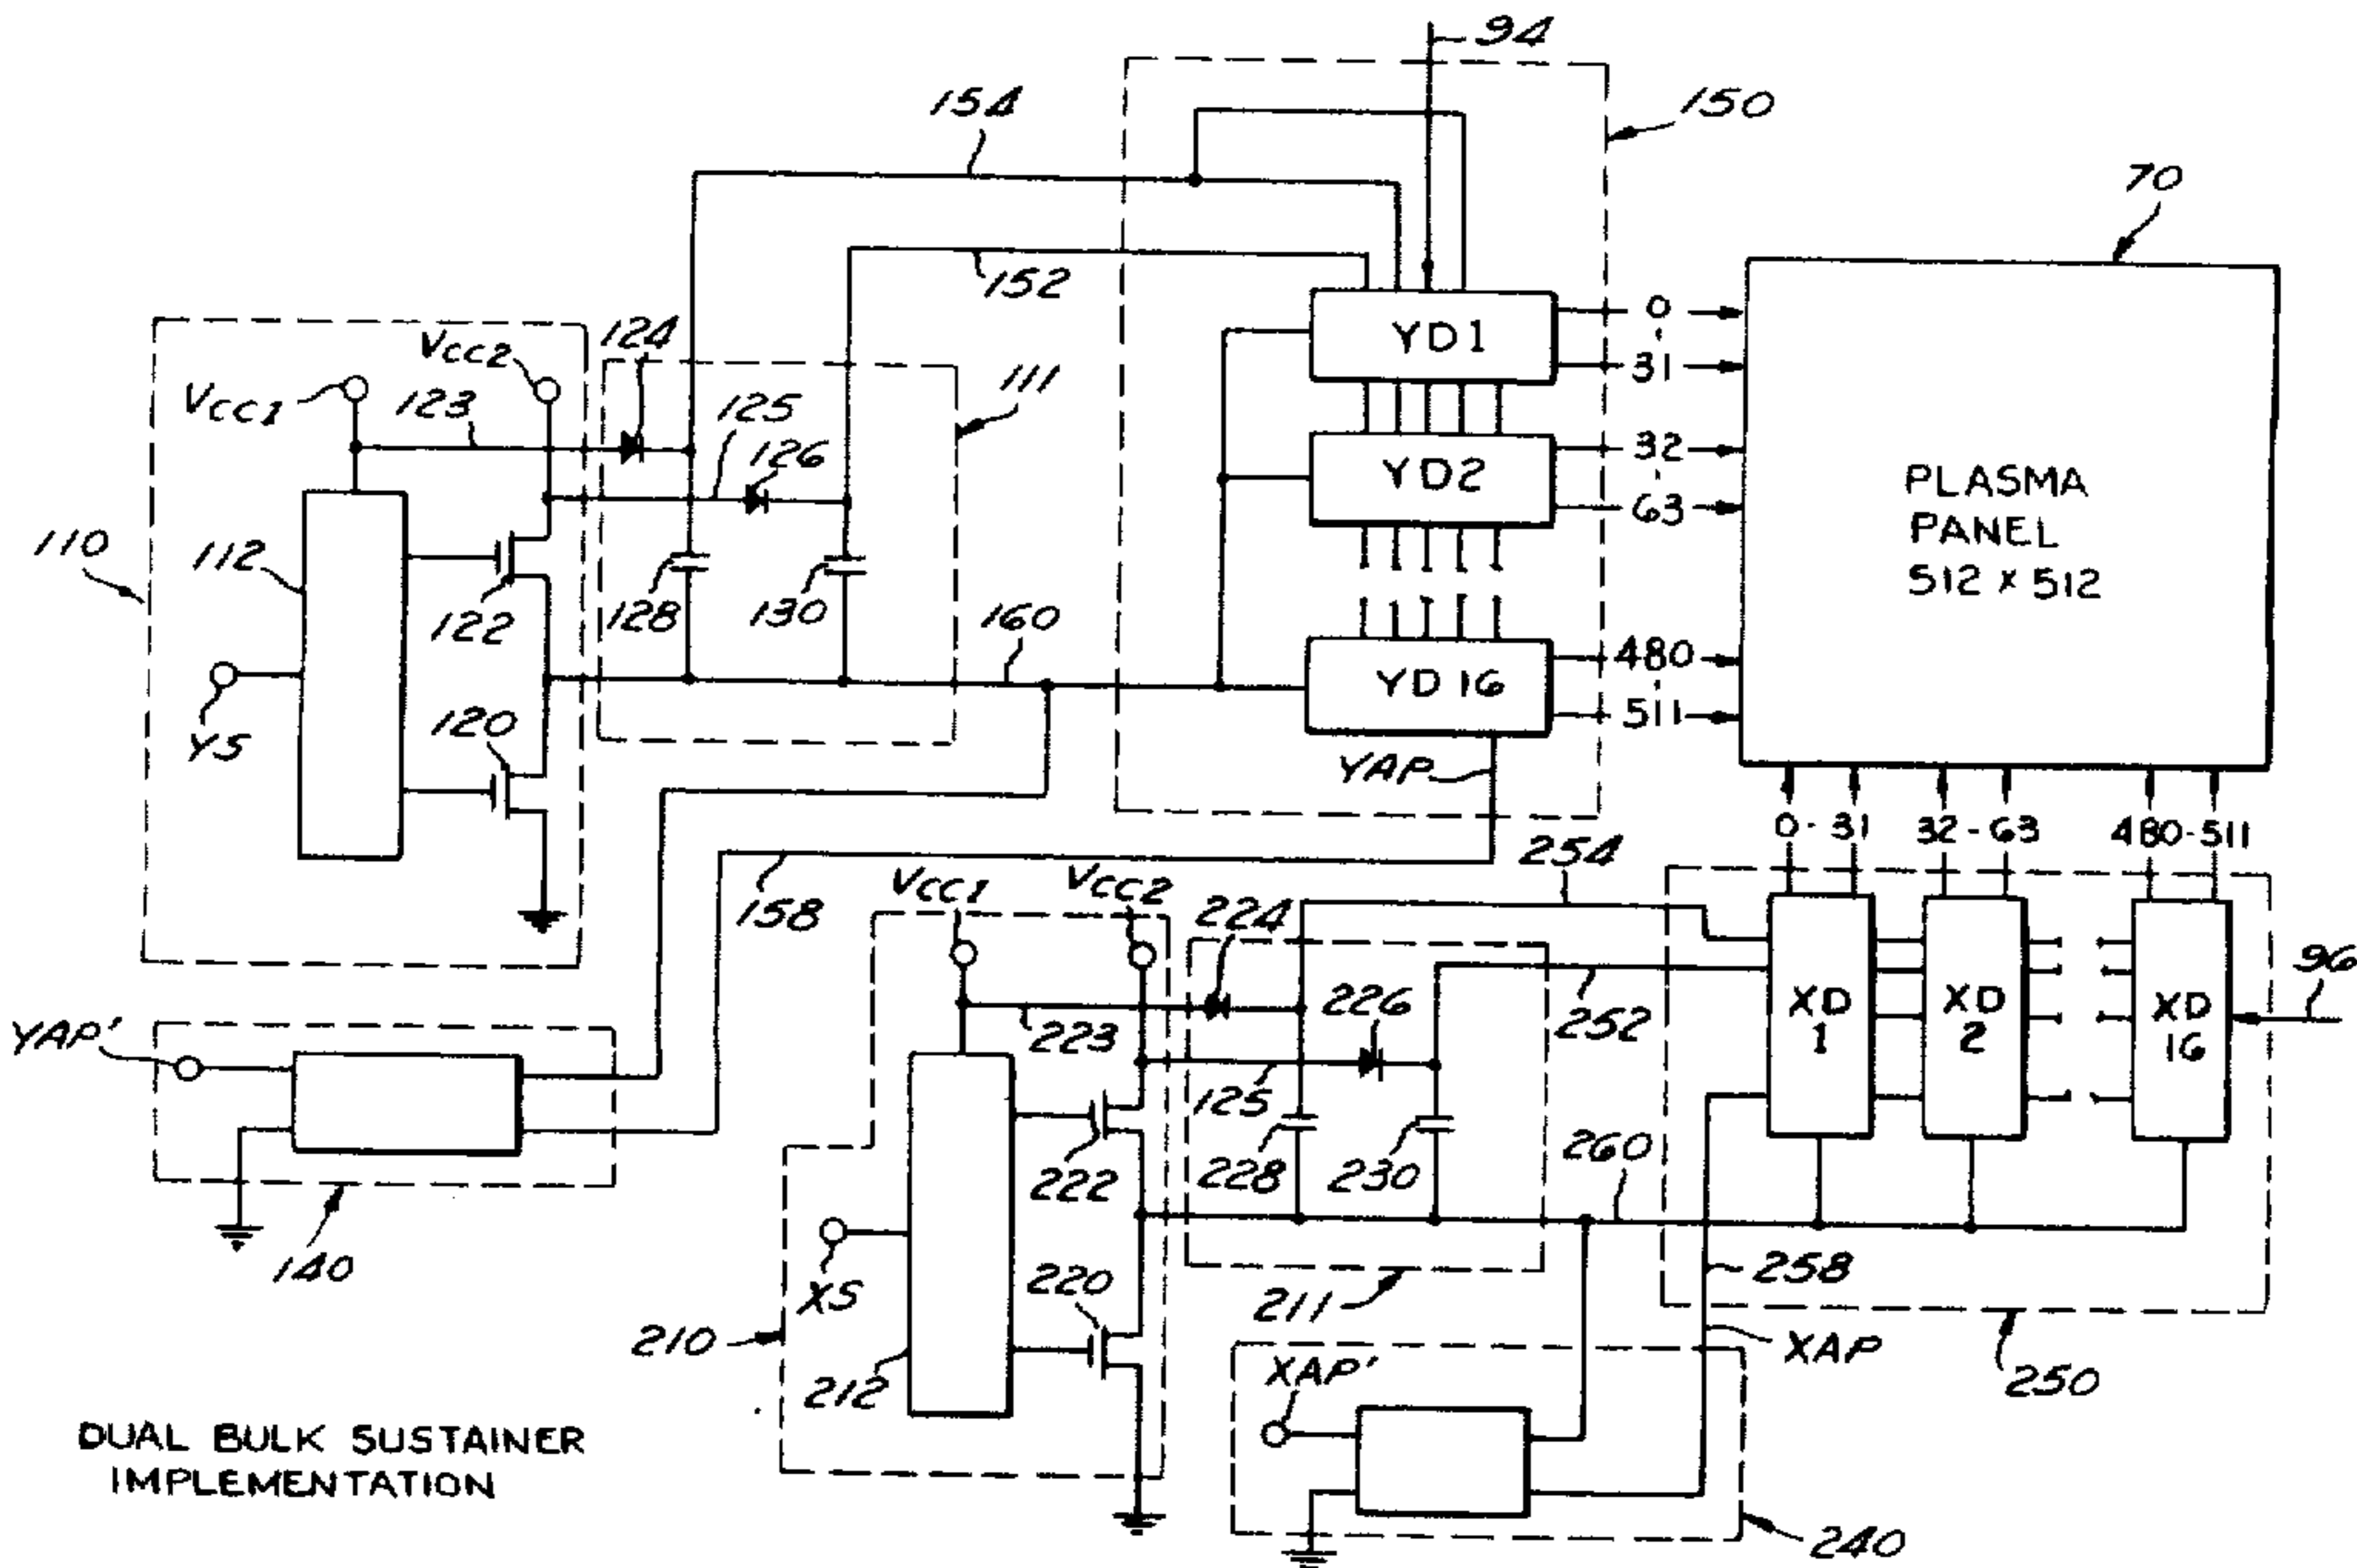 94
154
150
70
152
0
31
YD1
124
VCC2
VCC1
123
125
126
111
32
63
YD2
PLASMA
PANEL
512 x 512
110
112
122
128
130
160
480
511
YD 16
YS
120
YAP
0 - 31
32 - 63
480 - 511
254
158
VCC1
VCC2
224
96
YAP'
223
226
252
XD
1
XD
2
XD
16
125
222
228
230
260
140
XS
220
211
258
210
212
XAP'
XAP
250
DUAL BULK SUSTAINER
IMPLEMENTATION
240